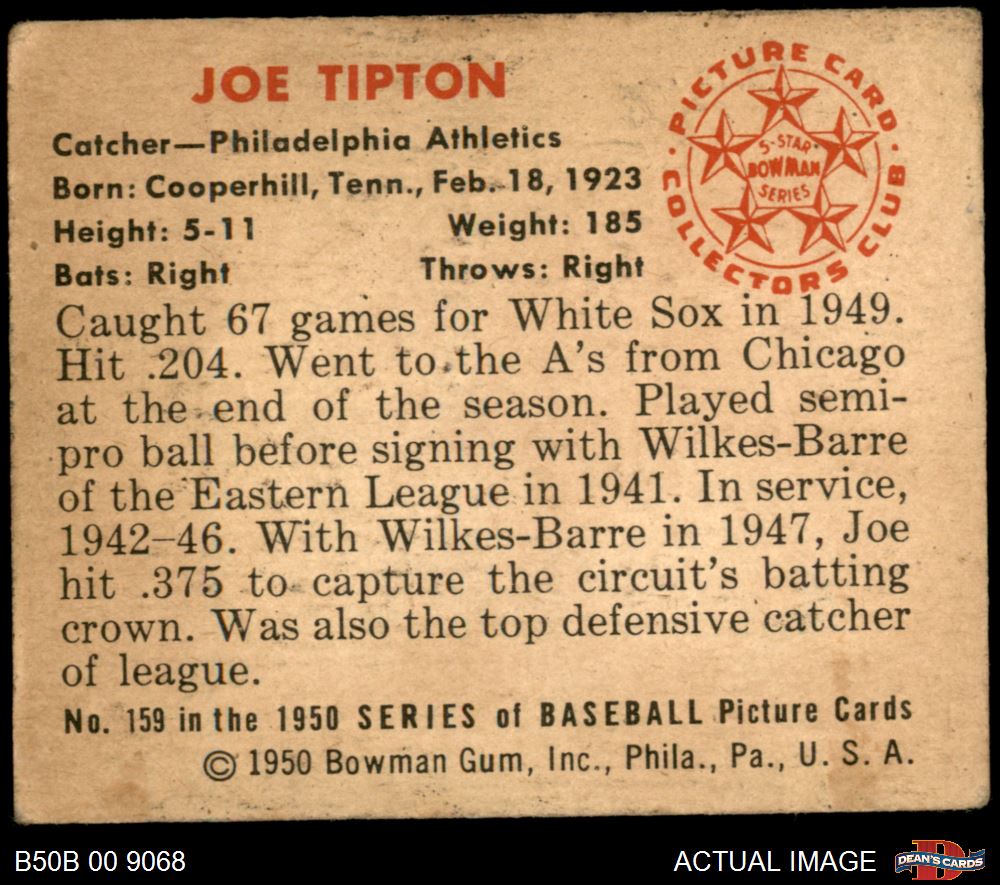 JOE TIPTON
Catcher—Philadelphia Athletics
Born: Cooperhill, Tenn., Feb. 18, 1923
Height: 5-11 Weight: 185
Bats: Right Throws: Right
PICTURE CARD
COLLECTORS CLUB
5-STAR
BOWMAN
SERIES
Caught 67 games for White Sox in 1949.
Hit .204. Went to the A's from Chicago
at the end of the season. Played semi-
pro ball before signing with Wilkes-Barre
of the Eastern League in 1941. In service,
1942–46. With Wilkes-Barre in 1947, Joe
hit .375 to capture the circuit's batting
crown. Was also the top defensive catcher
of league.
No. 159 in the 1950 SERIES of BASEBALL Picture Cards
© 1950 Bowman Gum, Inc., Phila., Pa., U. S. A.
B50B 00 9068 ACTUAL IMAGE
D
DEAN'S CARDS